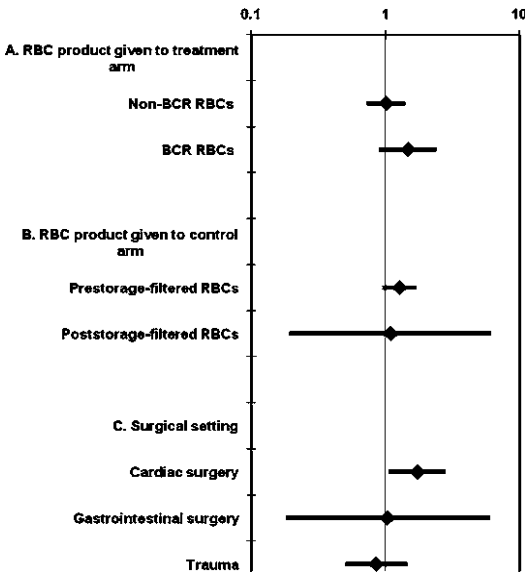 0.1 1 10
A. RBC product given to treatment
arm
Non-BCR RBCs
BCR RBCs
B. RBC product given to control
arm
Prestorage-filtered RBCs
Poststorage-filtered RBCs
C. Surgical setting
Cardiac surgery
Gastrointestinal surgery
Trauma